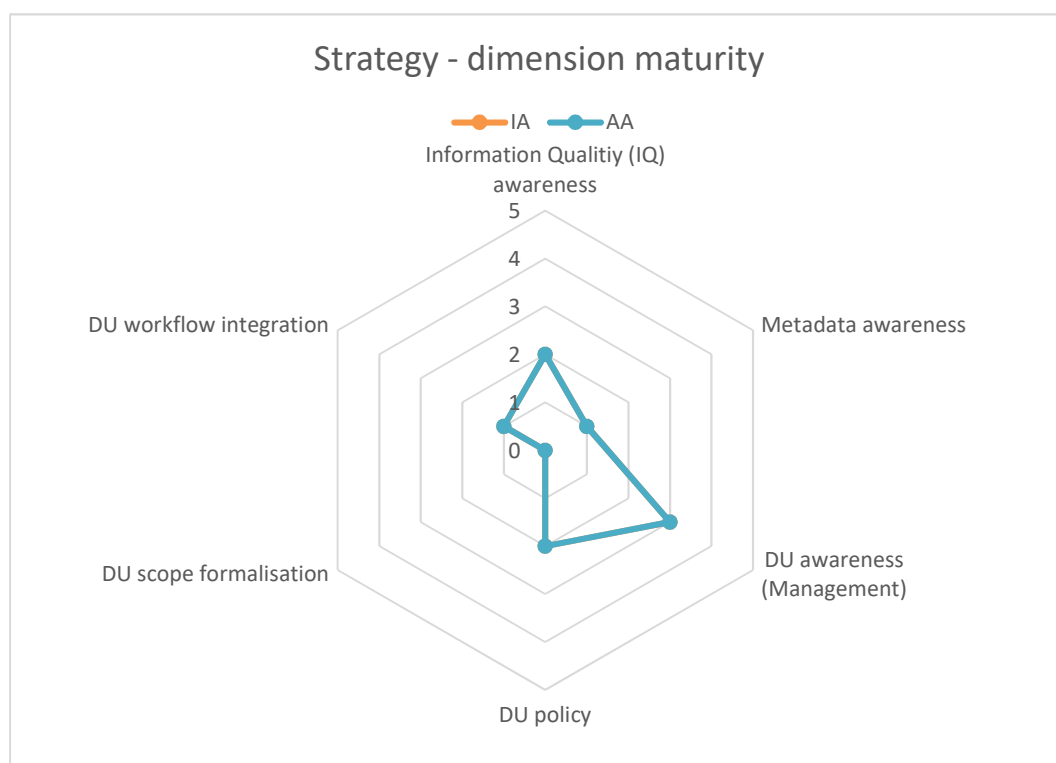 Strategy - dimension maturity
IA
AA
Information Qualitiy (IQ)
awareness
5
4
3
2
1
0
Metadata awareness
DU awareness
(Management)
DU policy
DU scope formalisation
DU workflow integration